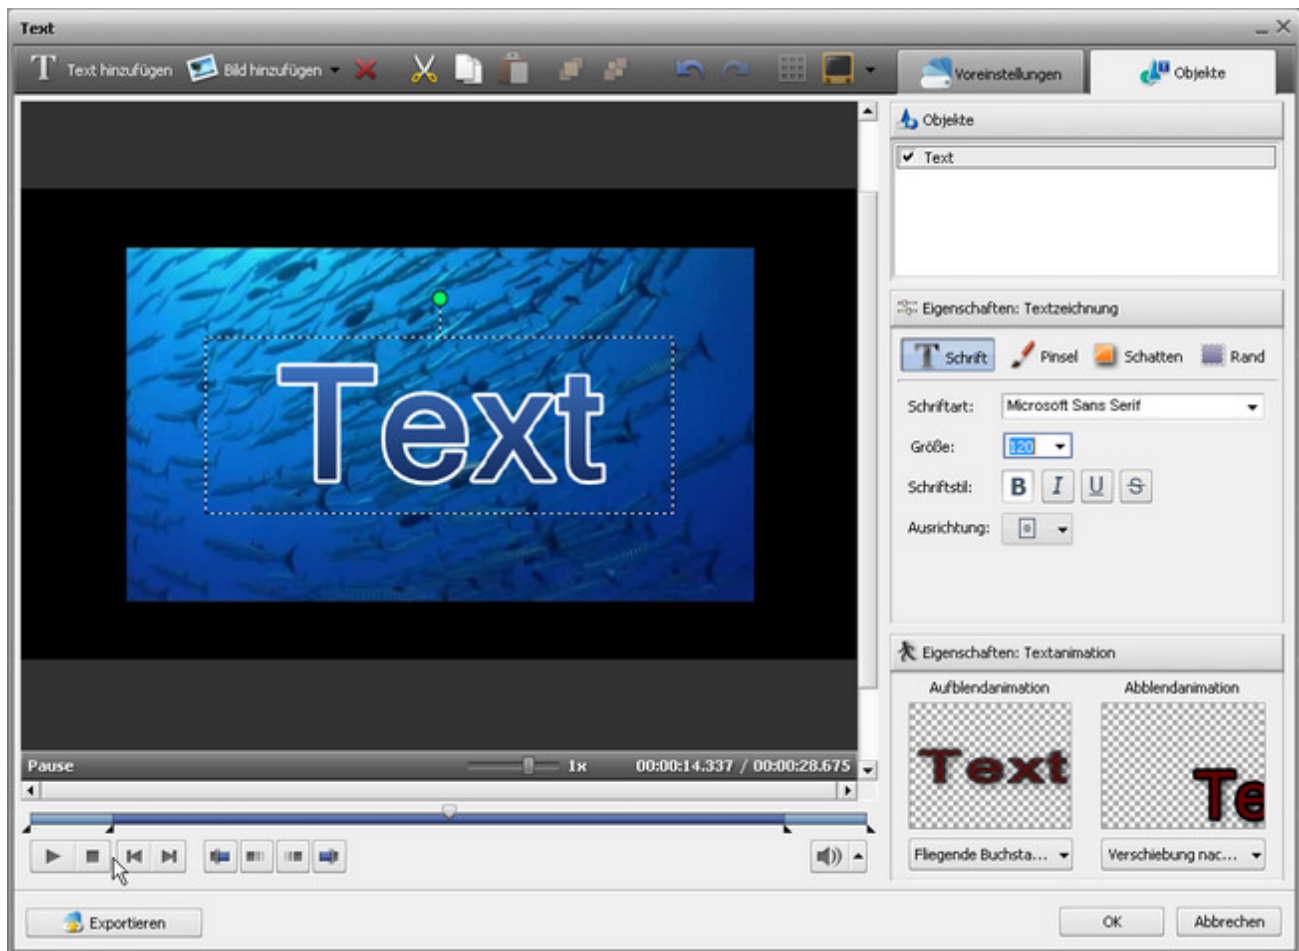 Text
Text hinzufügen Bild hinzufügen Voreinstellungen Objekte
Objekte
Text
Text
Eigenschaften: Textzeichnung
T Schrift Pinsel Schatten Rand
Schriftart: Microsoft Sans Serif
Größe: 120
Schriftstil: B I U S
Ausrichtung:
Eigenschaften: Textanimation
Aufblendanimation Abblendanimation
Text Te
Fliegende Buchsta... Verschiebung nac...
Pause 1x 00:00:14.337 / 00:00:28.675
Exportieren OK Abbrechen